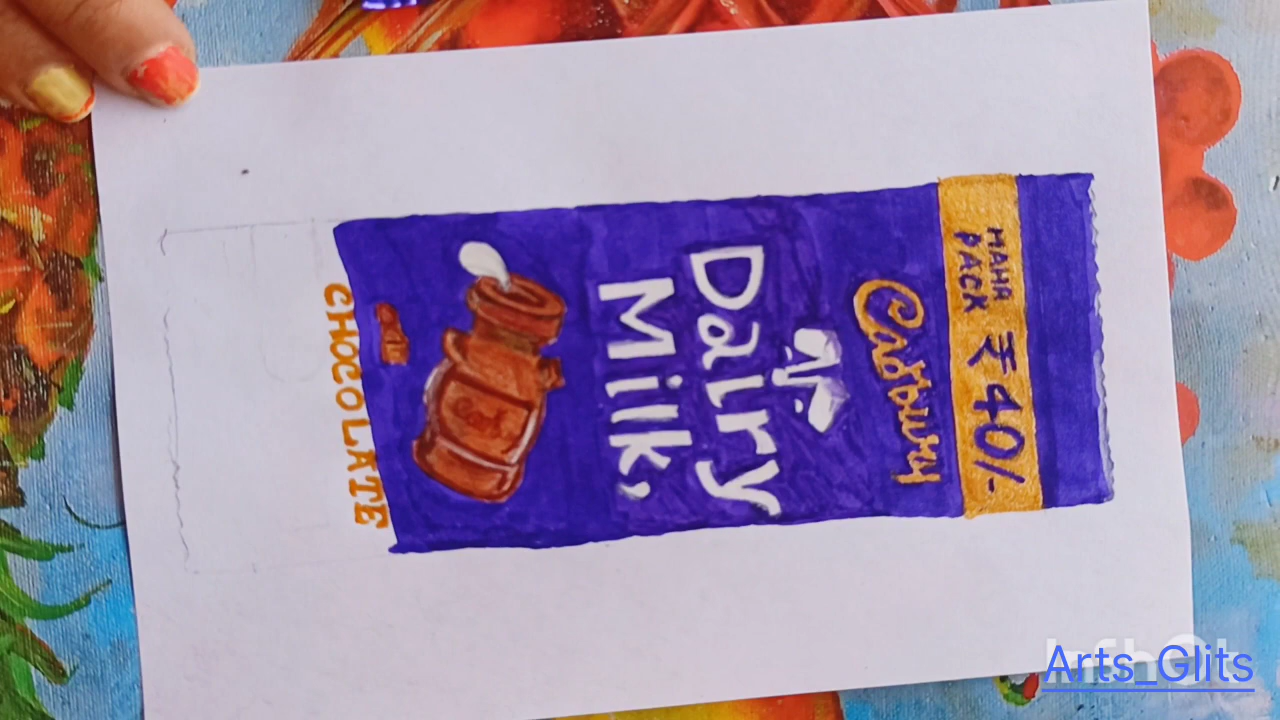 MAHA
PACK ₹ 40/-
Cadbury
Dairy
Milk,
CHOCOLATE
Arts_Glits